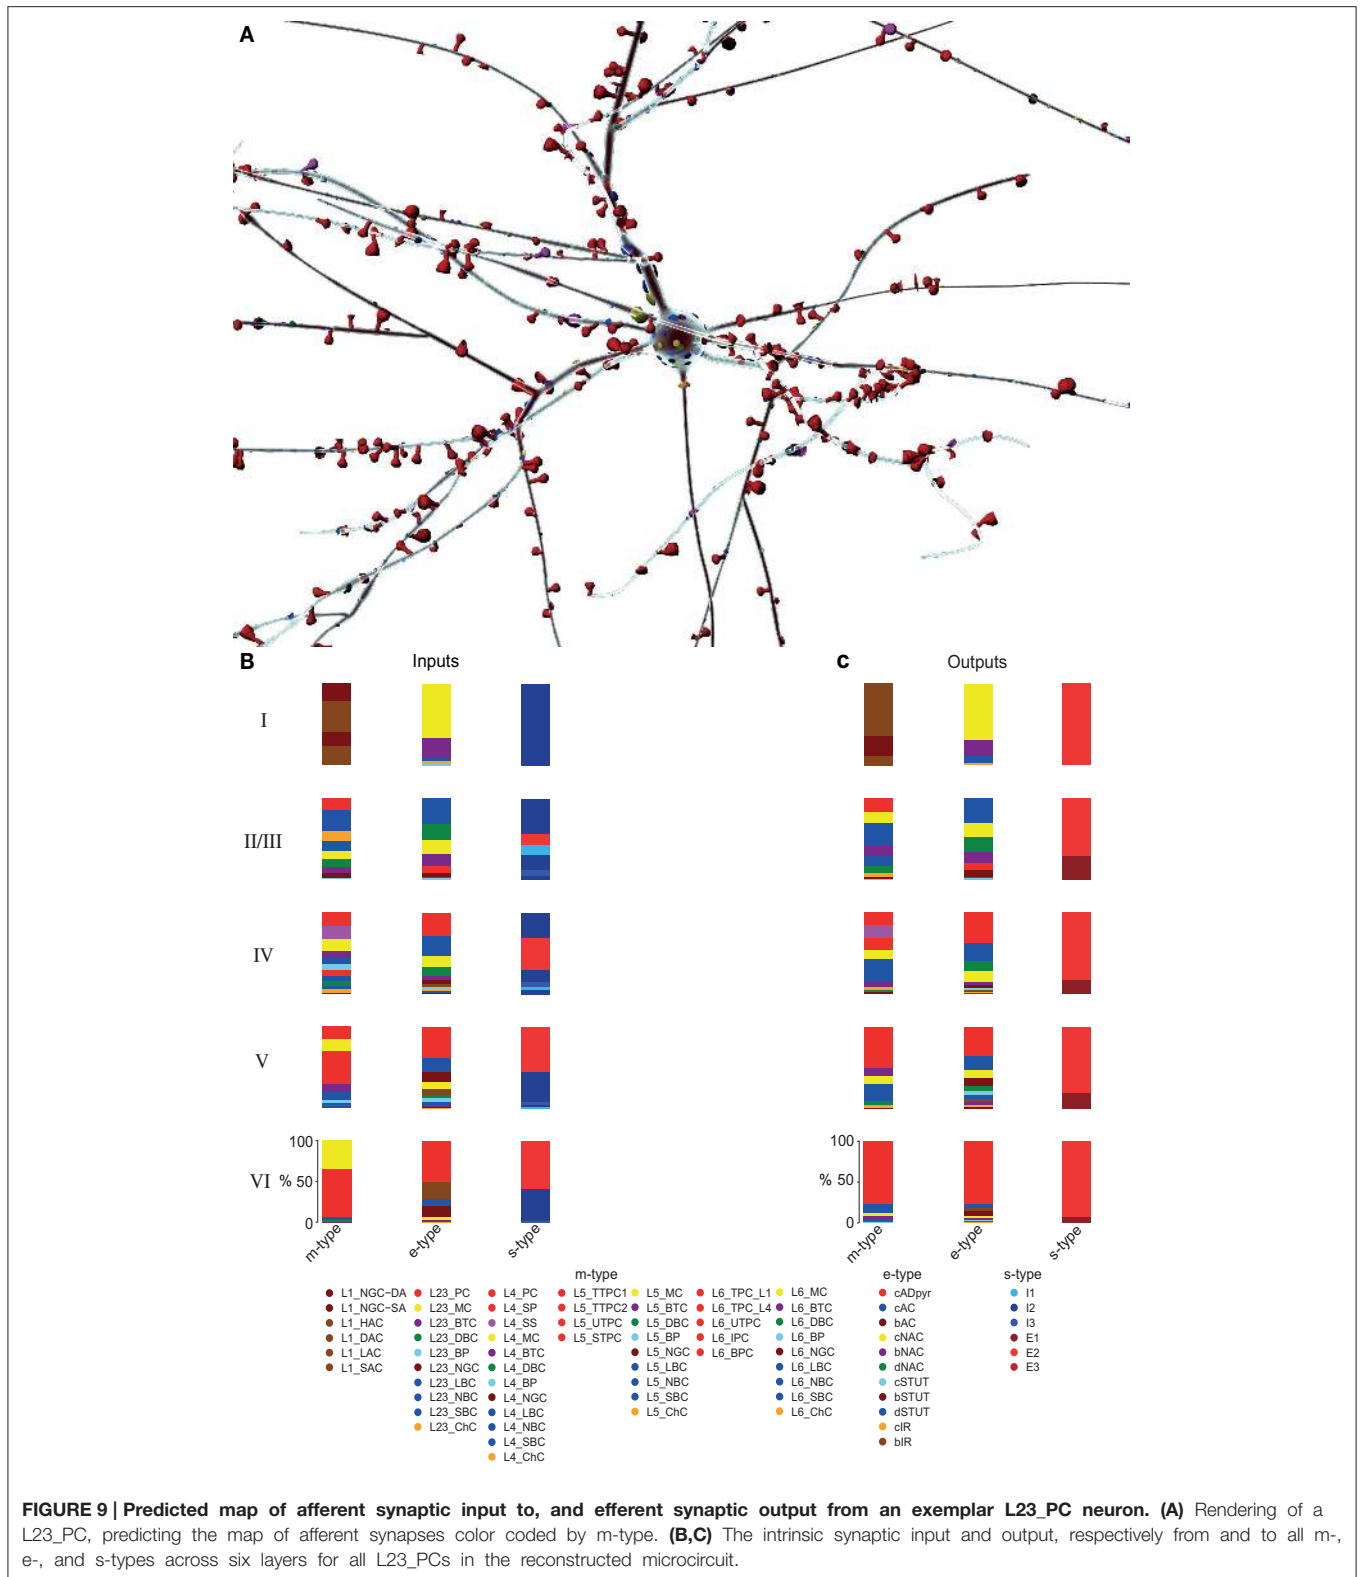 A
B Inputs C Outputs
I
II/III
IV
V
VI
100
% 50
0
m-type e-type s-type
100
% 50
0
m-type e-type s-type
m-type e-type s-type
L1_NGC-DA L23_PC L4_PC L5_TTPC1 L5_MC L6_TPC_L1 L6_MC cADpyr I1
L1_NGC-SA L23_MC L4_SP L5_TTPC2 L5_BTC L6_TPC_L4 L6_BTC cAC I2
L1_HAC L23_BTC L4_SS L5_UTPC L5_DBC L6_UTPC L6_DBC bAC I3
L1_DAC L23_DBC L4_MC L5_STPC L5_BP L6_IPC L6_BP cNAC E1
L1_LAC L23_BP L4_BTC L5_NGC L6_BPC L6_NGC bNAC E2
L1_SAC L23_NGC L4_DBC L5_LBC L6_LBC dNAC E3
L23_LBC L4_BP L5_NBC L6_NBC cSTUT
L23_NBC L4_NGC L5_SBC L6_SBC bSTUT
L23_SBC L4_LBC L5_ChC L6_ChC dSTUT
L23_ChC L4_NBC cIR
L4_SBC bIR
L4_ChC
FIGURE 9 | Predicted map of afferent synaptic input to, and efferent synaptic output from an exemplar L23_PC neuron. (A) Rendering of a
L23_PC, predicting the map of afferent synapses color coded by m-type. (B,C) The intrinsic synaptic input and output, respectively from and to all m-,
e-, and s-types across six layers for all L23_PCs in the reconstructed microcircuit.